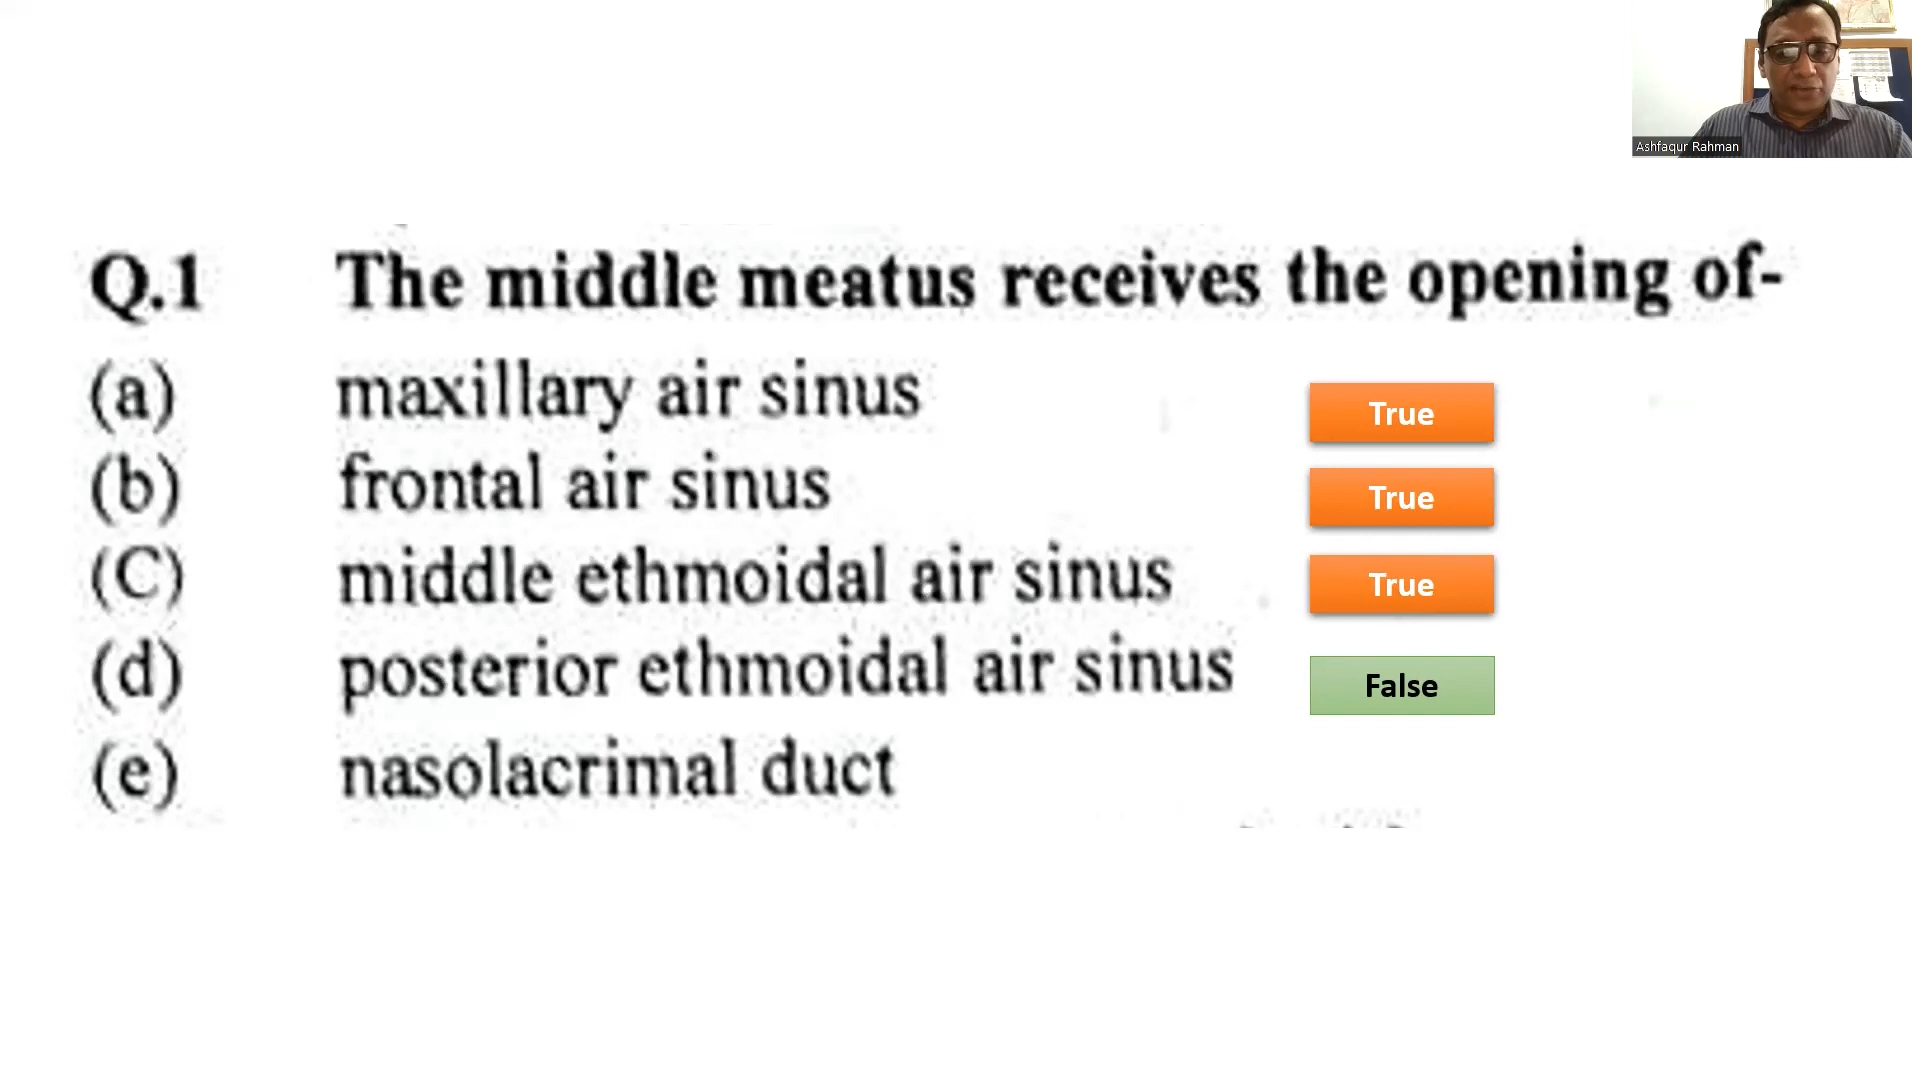 Ashfaqur Rahman
Q.1 The middle meatus receives the opening of-
(a) maxillary air sinus True
(b) frontal air sinus True
(C) middle ethmoidal air sinus True
(d) posterior ethmoidal air sinus False
(e) nasolacrimal duct